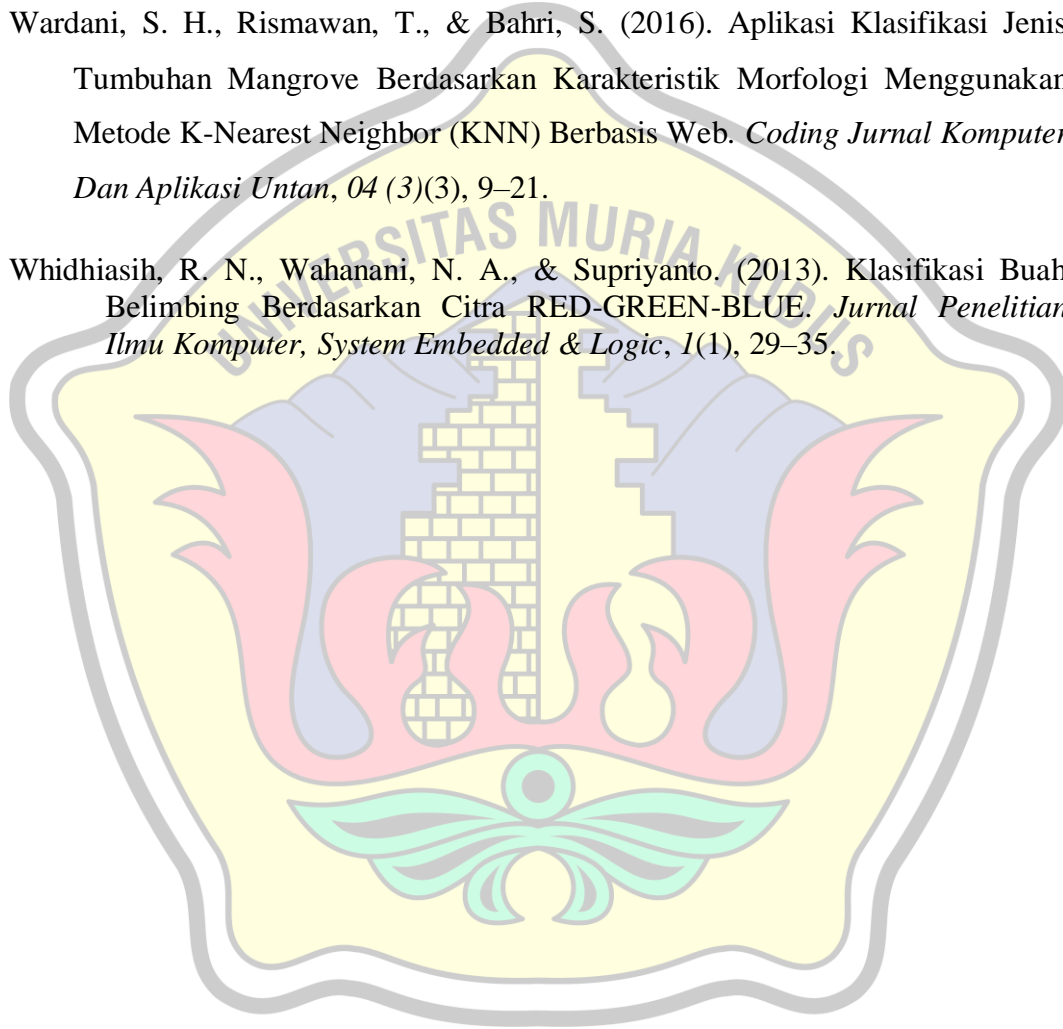 Wardani, S. H., Rismawan, T., & Bahri, S. (2016). Aplikasi Klasifikasi Jenis
Tumbuhan Mangrove Berdasarkan Karakteristik Morfologi Menggunakan
Metode K-Nearest Neighbor (KNN) Berbasis Web. Coding Jurnal Komputer
Dan Aplikasi Untan, 04 (3)(3), 9–21.
UNIVERSITAS MURIA KUDUS
Whidhiasih, R. N., Wahanani, N. A., & Supriyanto. (2013). Klasifikasi Buah
Belimbing Berdasarkan Citra RED-GREEN-BLUE. Jurnal Penelitian
Ilmu Komputer, System Embedded & Logic, 1(1), 29–35.